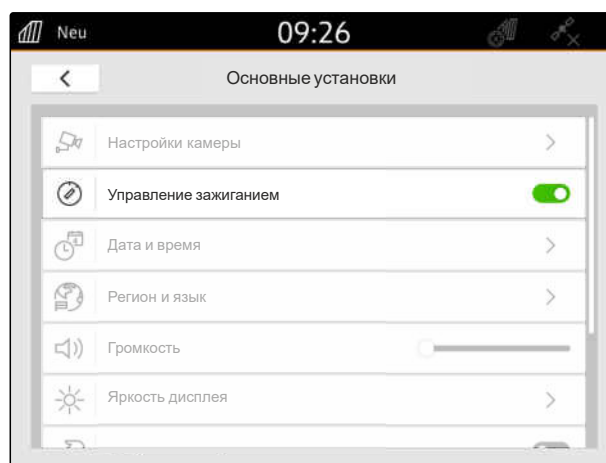 Neu 09:26
Основные установки
Настройки камеры
Управление зажиганием
Дата и время
Регион и язык
Громкость
Яркость дисплея